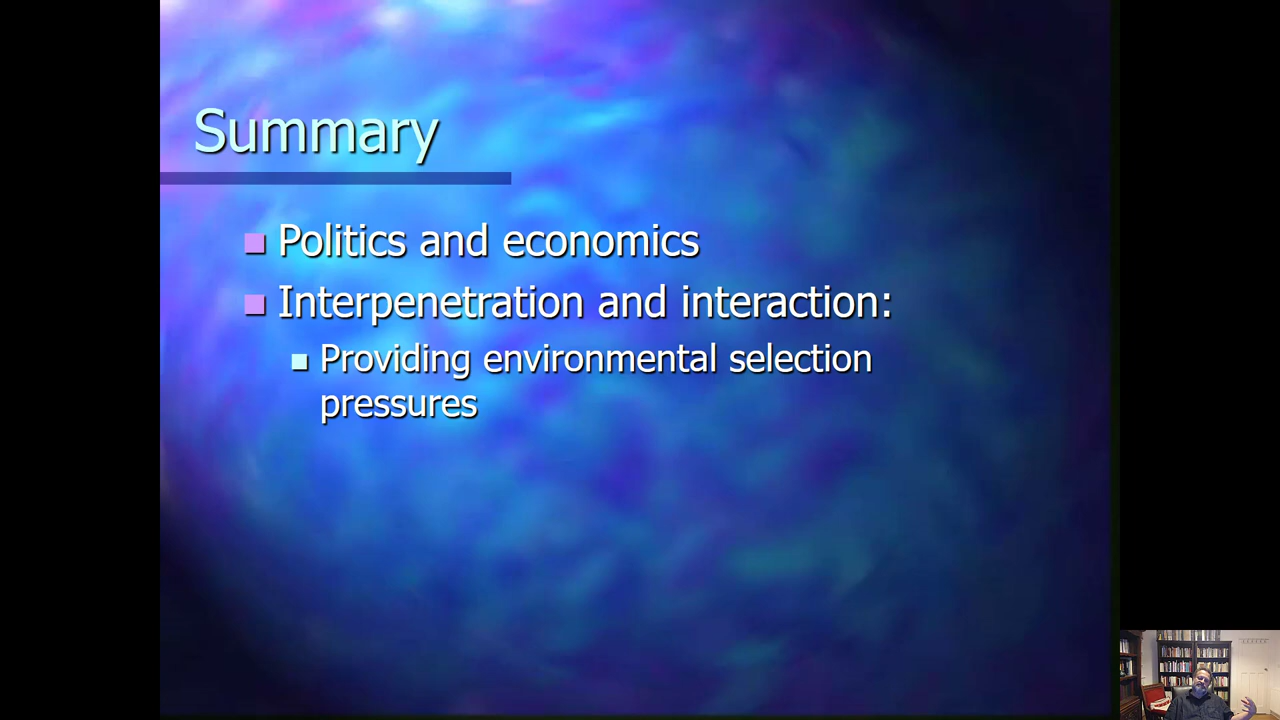 Summary
Politics and economics
Interpenetration and interaction:
Providing environmental selection
pressures